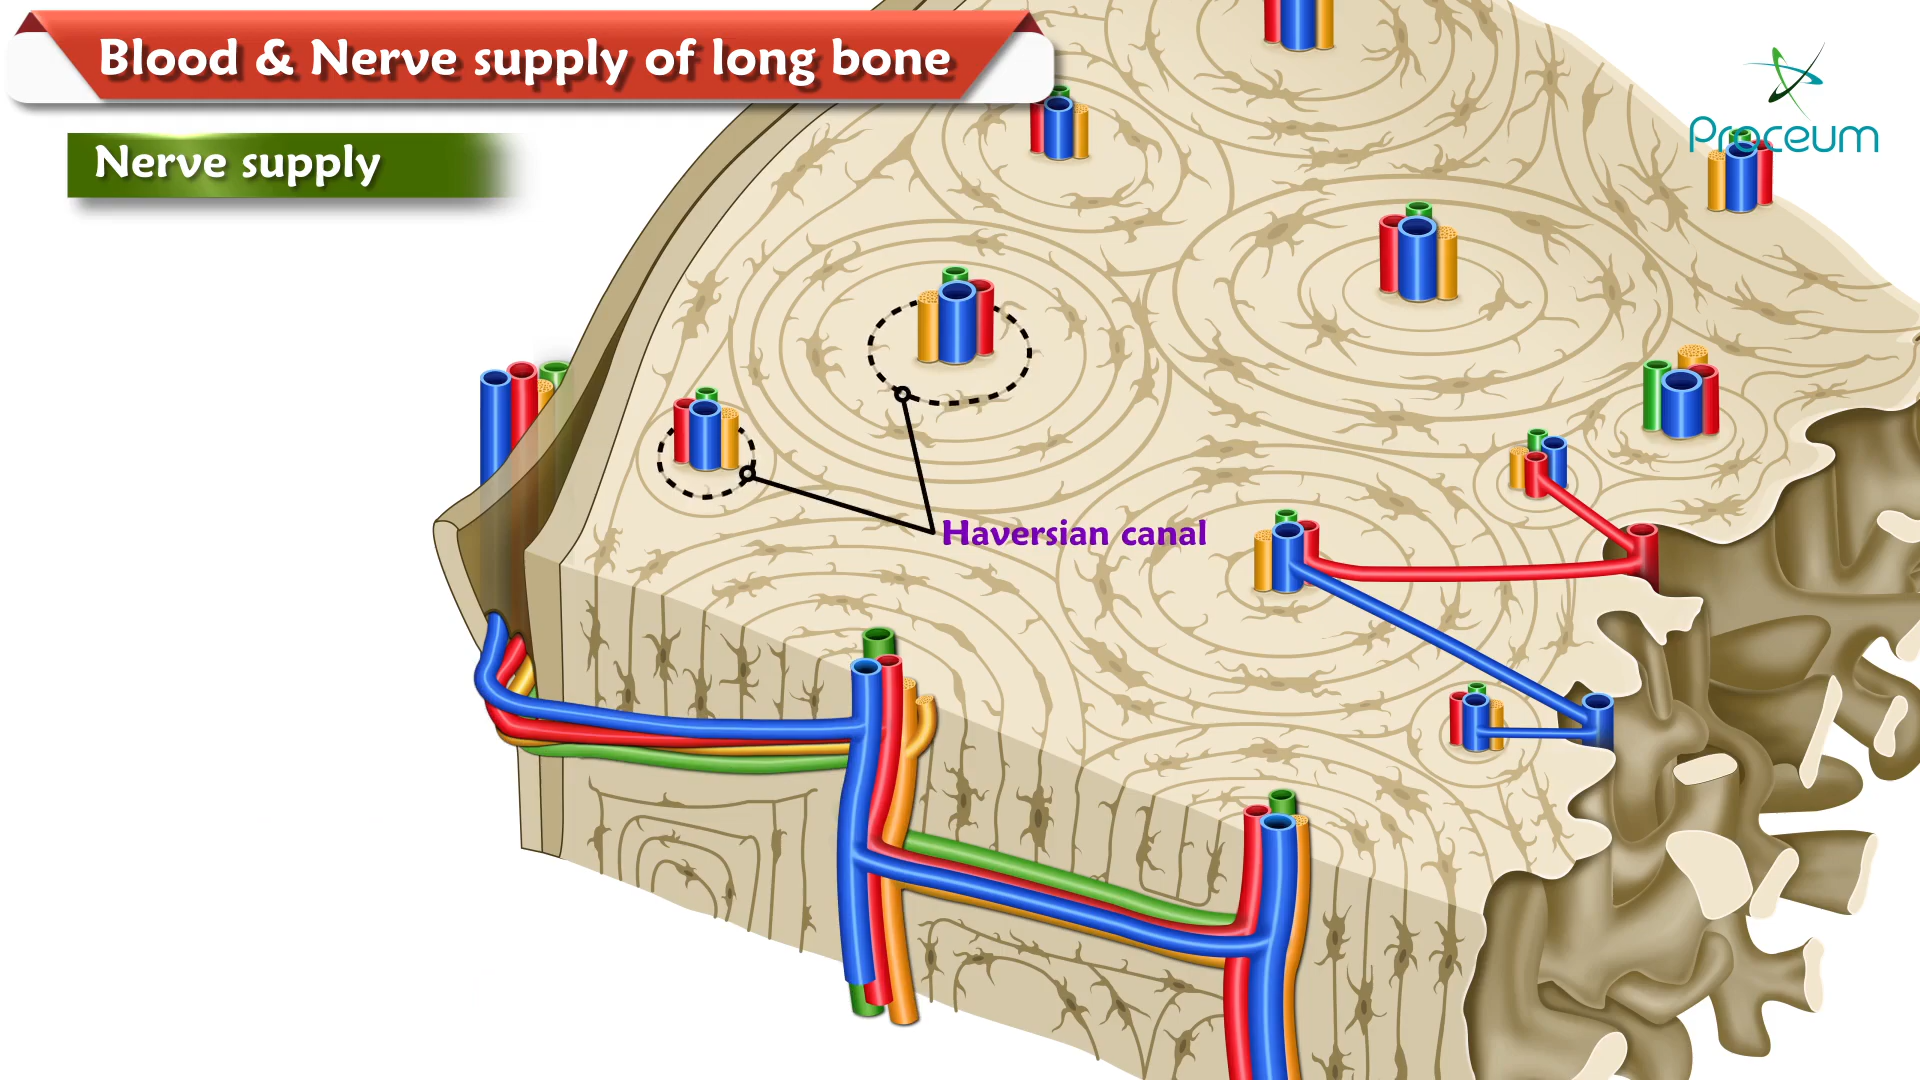 Blood & Nerve supply of long bone
Proceum
Nerve supply
Haversian canal